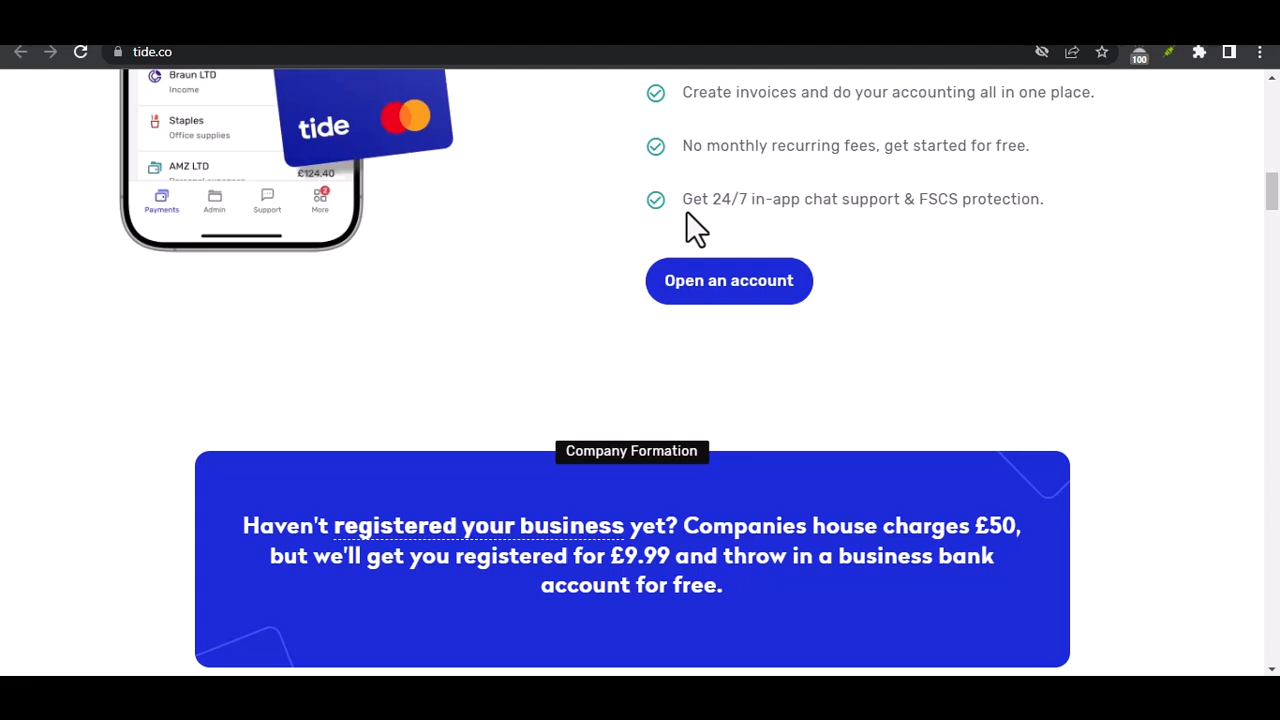 tide.co
100
Braun LTD
Income
Staples
Office supplies
AMZ LTD
£124.40
Payments
Admin
Support
More
2
tide
Create invoices and do your accounting all in one place.
No monthly recurring fees, get started for free.
Get 24/7 in-app chat support & FSCS protection.
Open an account
Company Formation
Haven't registered your business yet? Companies house charges £50,
but we'll get you registered for £9.99 and throw in a business bank
account for free.